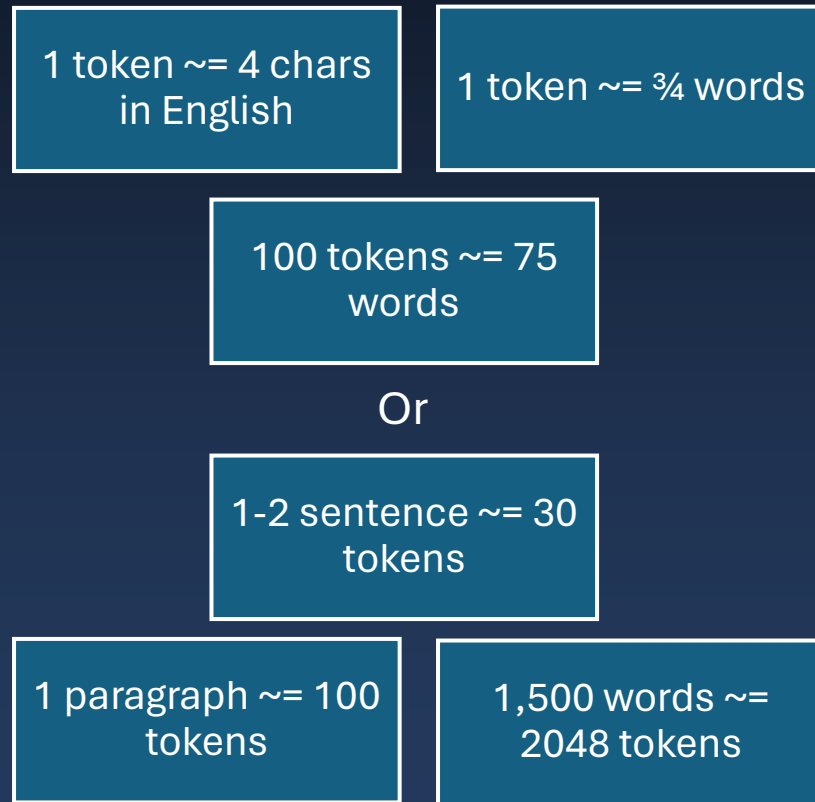 1 token ~= 4 chars
in English
1 token ~= ¾ words
100 tokens ~= 75
words
Or
1-2 sentence ~= 30
tokens
1 paragraph ~= 100
tokens
1,500 words ~=
2048 tokens